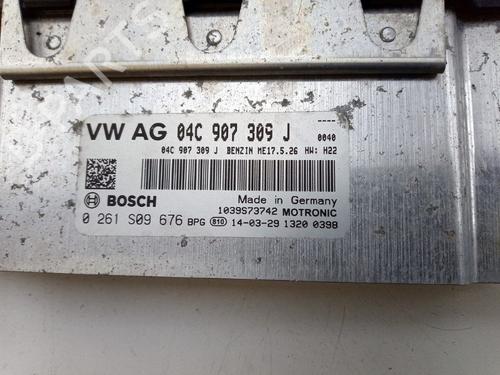 VW AG 04C 907 309 J
----
0040
04C 907 309 J BENZIN ME17.5.26 HW: H22
BOSCH
Made in Germany
1039S73742 MOTRONIC
0 261 S09 676 BPG 810 14-03-29 1320 0398